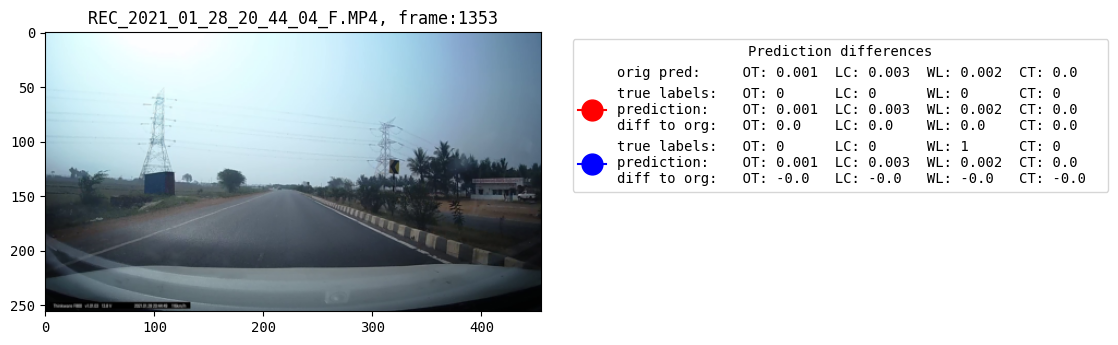 REC_2021_01_28_20_44_04_F.MP4, frame:1353
0
50
100
150
200
250
0 100 200 300 400
Prediction differences
orig pred: OT: 0.001 LC: 0.003 WL: 0.002 CT: 0.0
true labels: OT: 0 LC: 0 WL: 0 CT: 0
prediction: OT: 0.001 LC: 0.003 WL: 0.002 CT: 0.0
diff to org: OT: 0.0 LC: 0.0 WL: 0.0 CT: 0.0
true labels: OT: 0 LC: 0 WL: 1 CT: 0
prediction: OT: 0.001 LC: 0.003 WL: 0.002 CT: 0.0
diff to org: OT: -0.0 LC: -0.0 WL: -0.0 CT: -0.0